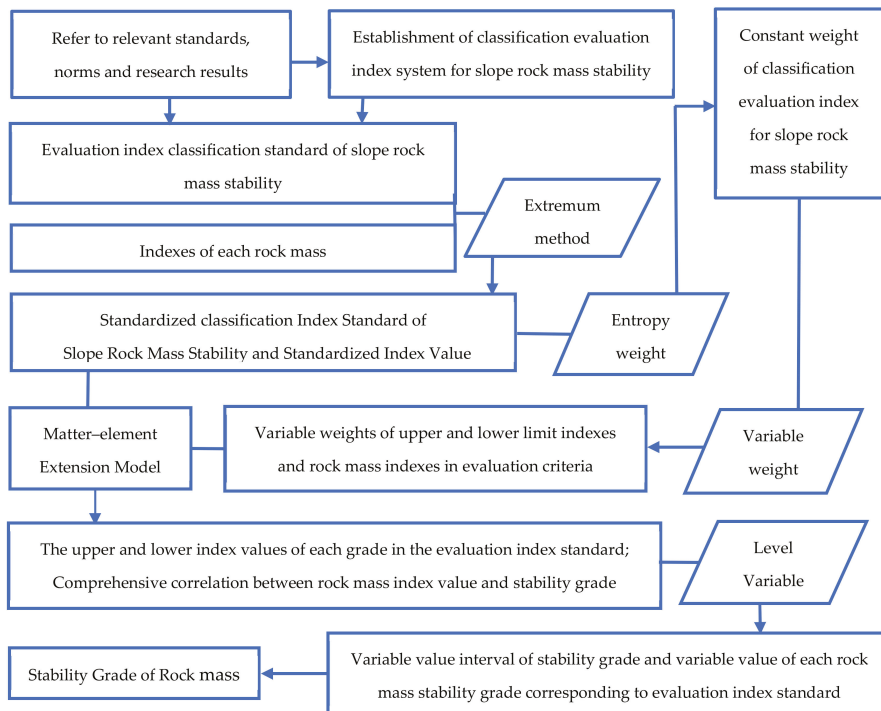 Refer to relevant standards,
norms and research results
Establishment of classification evaluation
index system for slope rock mass stability
Constant weight
of classification
evaluation index
for slope rock
mass stability
Evaluation index classification standard of slope rock
mass stability
Extremum
method
Indexes of each rock mass
Standardized classification Index Standard of
Slope Rock Mass Stability and Standardized Index Value
Entropy
weight
Matter–element
Extension Model
Variable weights of upper and lower limit indexes
and rock mass indexes in evaluation criteria
Variable
weight
The upper and lower index values of each grade in the evaluation index standard;
Comprehensive correlation between rock mass index value and stability grade
Level
Variable
Stability Grade of Rock mass
Variable value interval of stability grade and variable value of each rock
mass stability grade corresponding to evaluation index standard